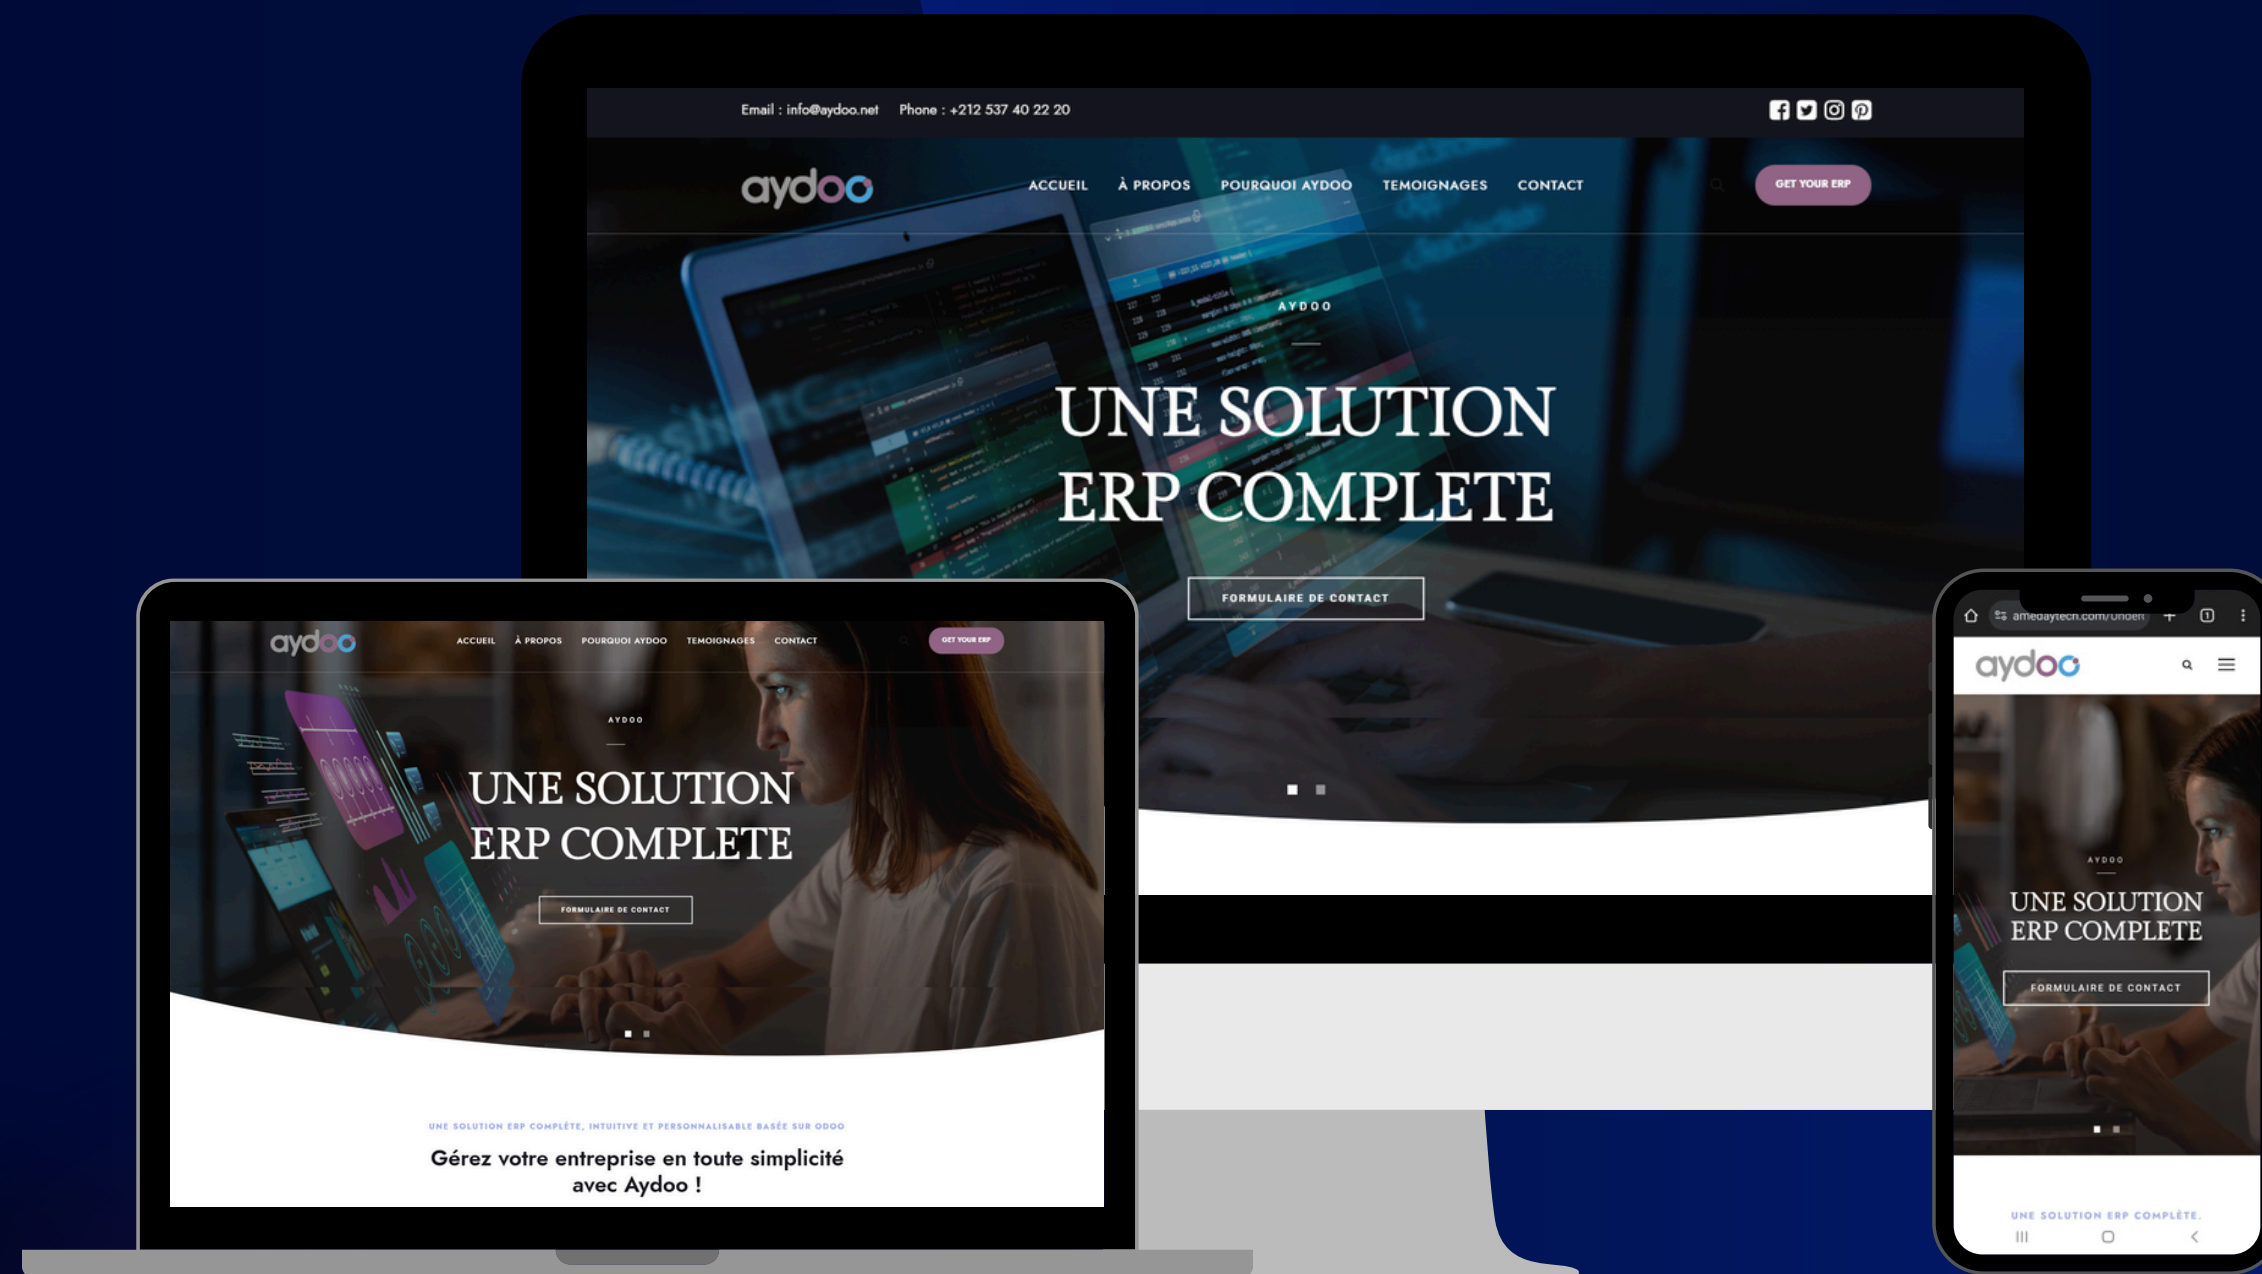 Email : info@aydoo.net Phone : +212 537 40 22 20
aydoo
ACCUEIL À PROPOS POURQUOI AYDOO TEMOIGNAGES CONTACT
GET YOUR ERP
AYDOO
UNE SOLUTION
ERP COMPLETE
FORMULAIRE DE CONTACT
aydoo
ACCUEIL À PROPOS POURQUOI AYDOO TEMOIGNAGES CONTACT
GET YOUR ERP
AYDOO
UNE SOLUTION
ERP COMPLETE
FORMULAIRE DE CONTACT
UNE SOLUTION ERP COMPLÈTE, INTUITIVE ET PERSONNALISABLE BASÉE SUR ODOO
Gérez votre entreprise en toute simplicité
avec Aydoo !
amedaytech.com/Underl
1
aydoo
AYDOO
UNE SOLUTION
ERP COMPLETE
FORMULAIRE DE CONTACT
UNE SOLUTION ERP COMPLÈTE,